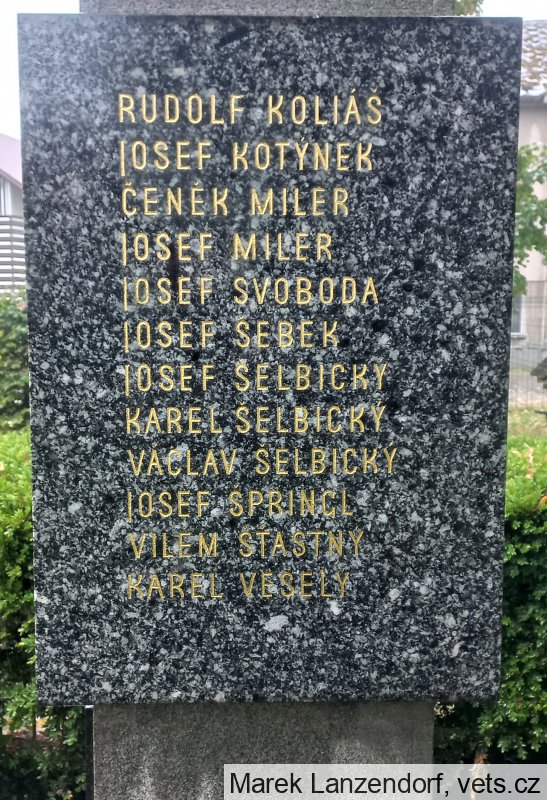 RUDOLF KOLIÁŠ
JOSEF KOTÝNEK
ČENĚK MILER
JOSEF MILER
JOSEF SVOBODA
JOSEF ŠEBEK
JOSEF ŠELBICKÝ
KAREL ŠELBICKÝ
VÁCLAV ŠELBICKÝ
JOSEF ŠPRINGL
VILÉM ŠŤASTNÝ
KAREL VESELÝ
Marek Lanzendorf, vets.cz